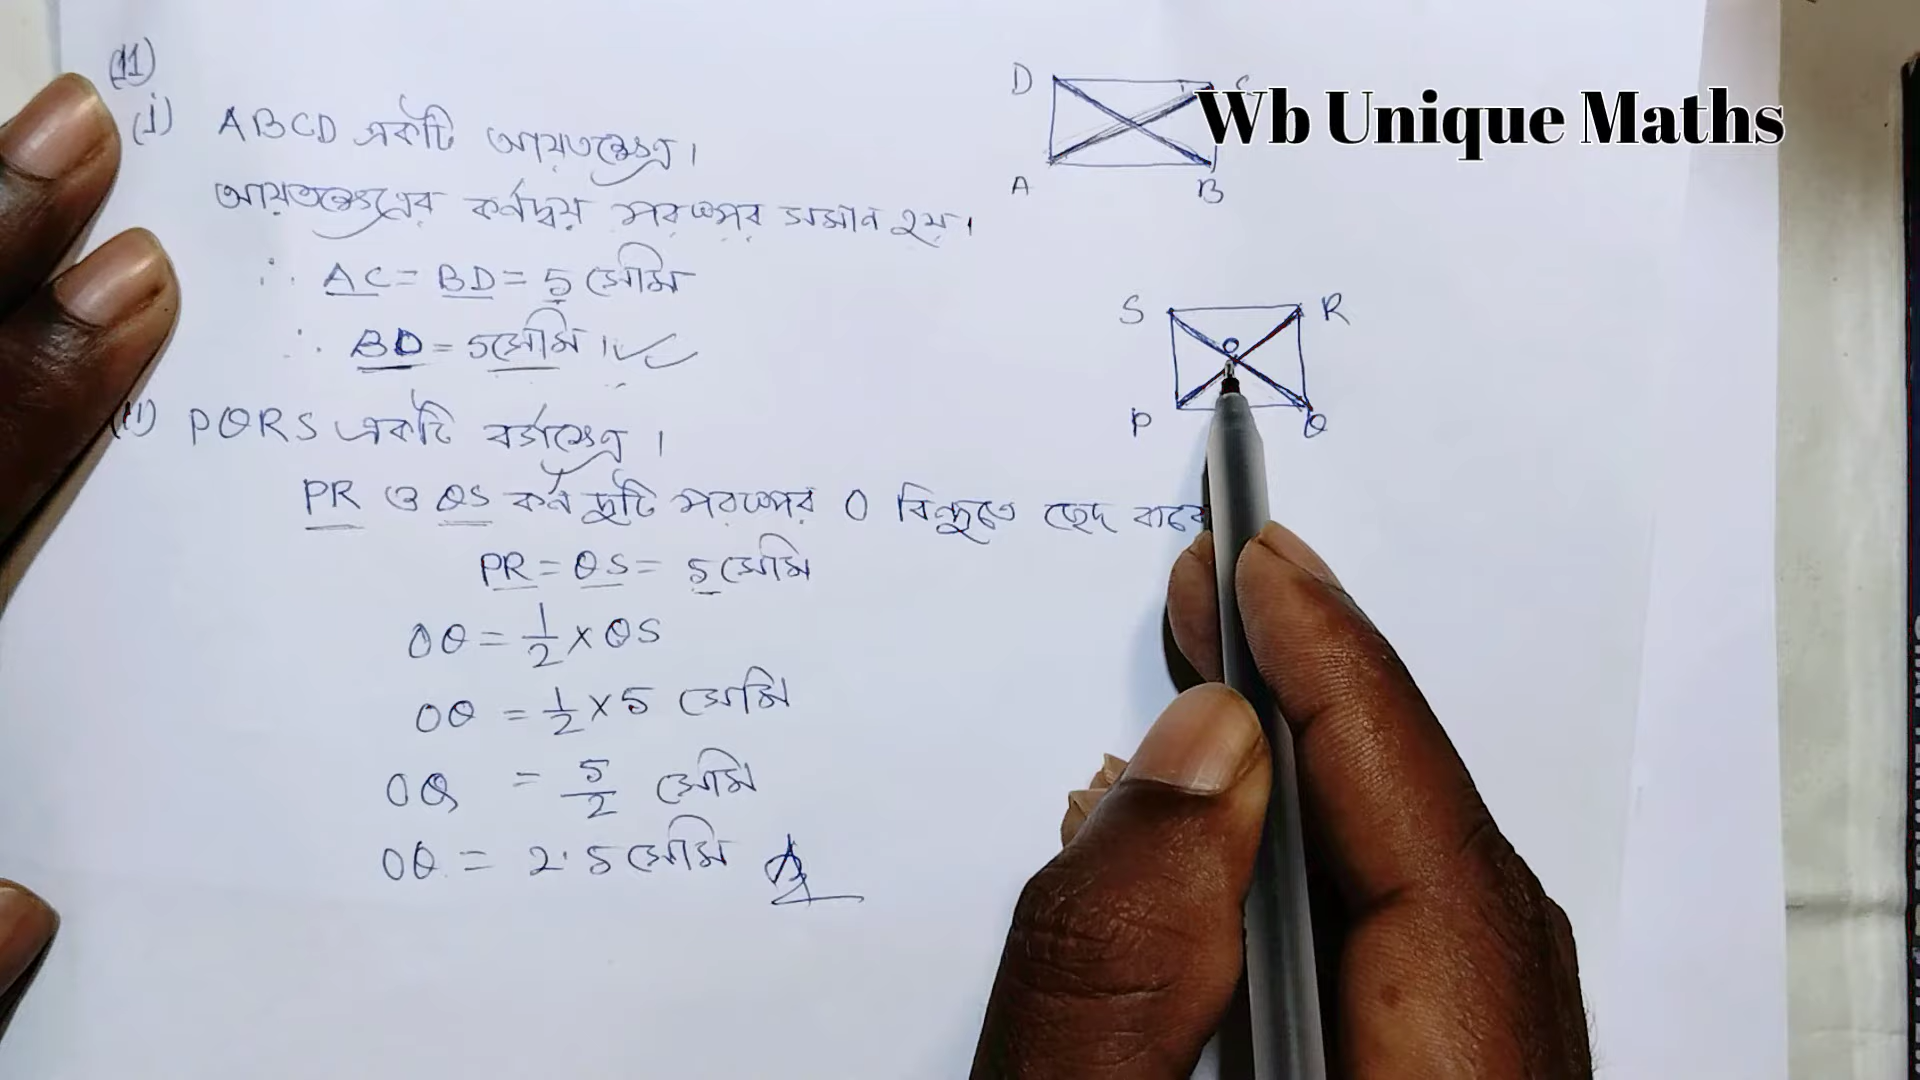 (11)
(i) ABCD একটি আয়তক্ষেত্র।
আয়তক্ষেত্রের কর্নদ্বয় পরস্পর সমান হয়।
∴ AC = BD = 5 সেমি
∴ BD = 5 সেমি।
(ii) PQRS একটি বর্গক্ষেত্র।
PR ও QS কর্ন দুটি পরস্পর O বিন্দুতে ছেদ
PR = QS = 5 সেমি
OQ = 1/2 × QS
OQ = 1/2 × 5 সেমি
OQ = 5/2 সেমি
OQ = 2.5 সেমি
D C
A B
Wb Unique Maths
S R
O
P Q